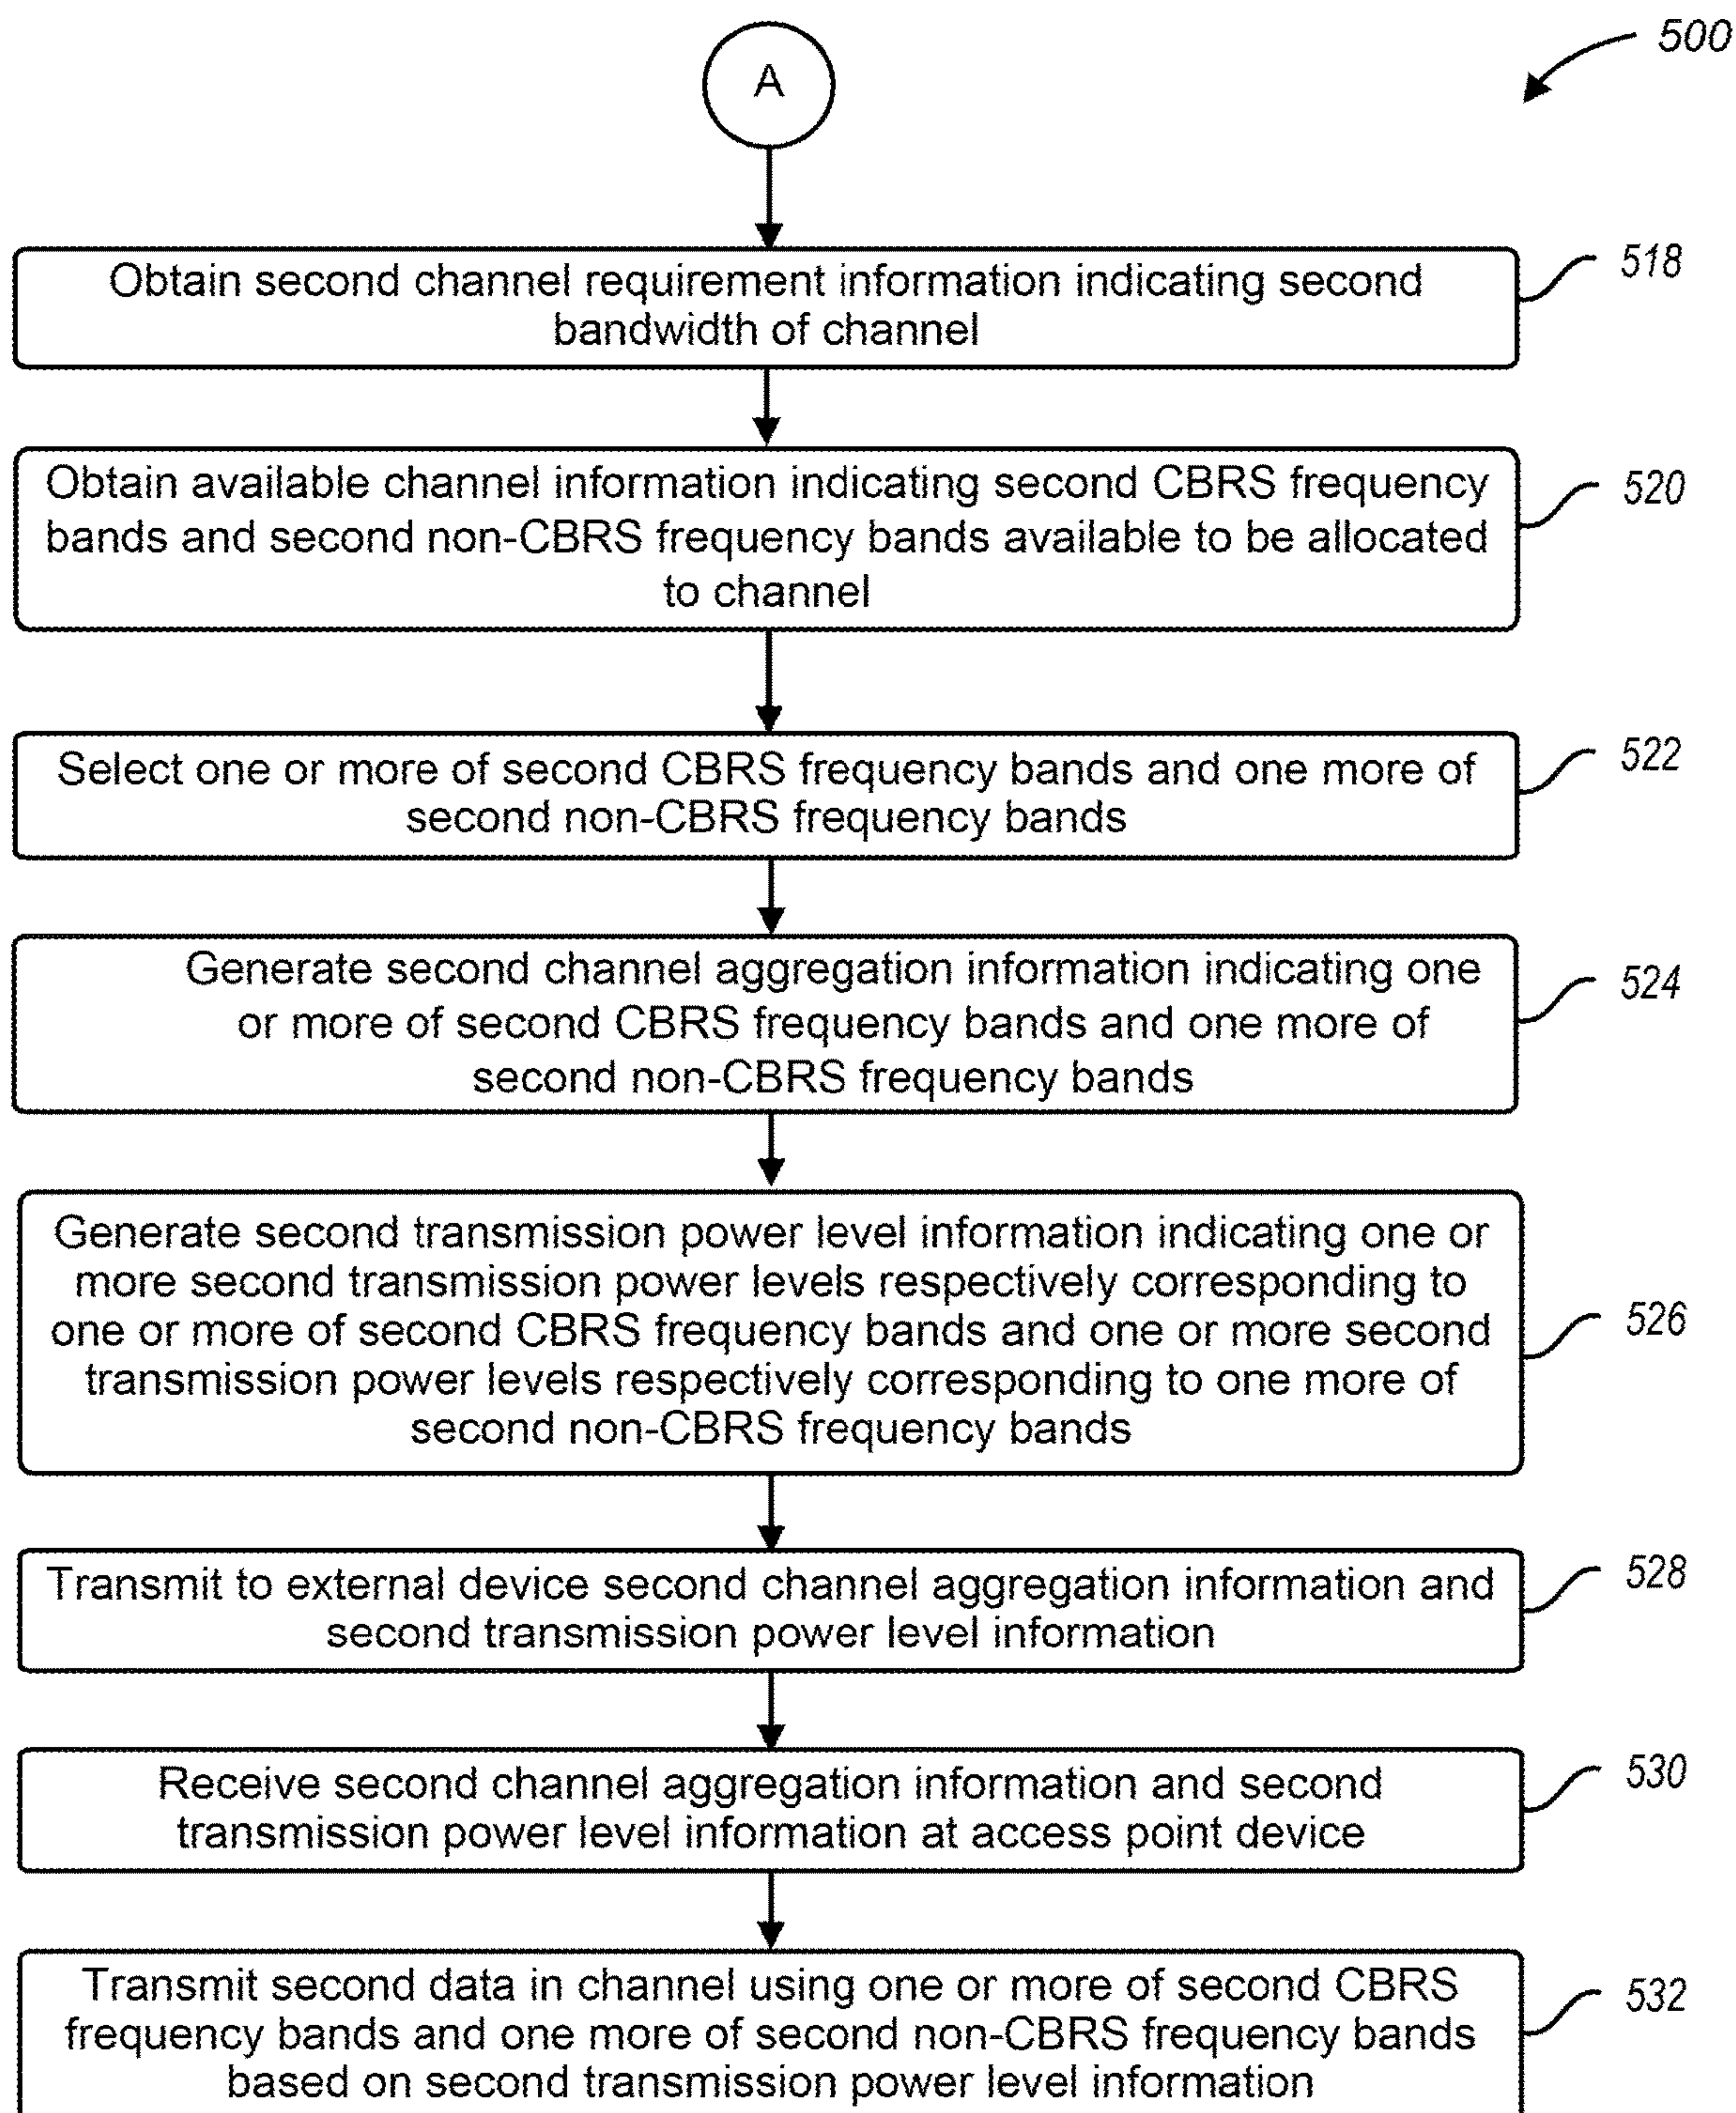 A
500
Obtain second channel requirement information indicating second
bandwidth of channel
518
Obtain available channel information indicating second CBRS frequency
bands and second non-CBRS frequency bands available to be allocated
to channel
520
Select one or more of second CBRS frequency bands and one more of
second non-CBRS frequency bands
522
Generate second channel aggregation information indicating one
or more of second CBRS frequency bands and one more of
second non-CBRS frequency bands
524
Generate second transmission power level information indicating one or
more second transmission power levels respectively corresponding to
one or more of second CBRS frequency bands and one or more second
transmission power levels respectively corresponding to one more of
second non-CBRS frequency bands
526
Transmit to external device second channel aggregation information and
second transmission power level information
528
Receive second channel aggregation information and second
transmission power level information at access point device
530
Transmit second data in channel using one or more of second CBRS
frequency bands and one more of second non-CBRS frequency bands
based on second transmission power level information
532